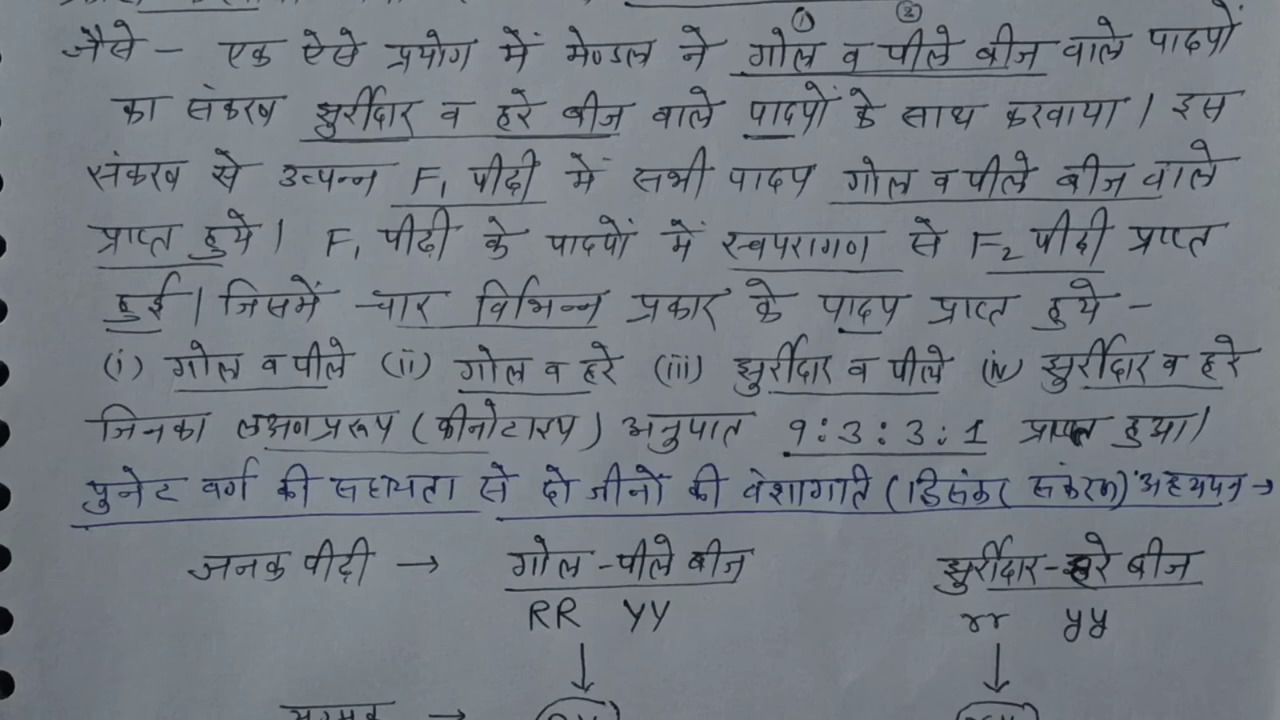 ① ②
जैसे - एक ऐसे प्रयोग में मेण्डल ने गोल व पीले बीज वाले पादपों
का संकरण झुर्रीदार व हरे बीज वाले पादपों के साथ करवाया। इस
संकरण से उत्पन्न F₁ पीढ़ी में सभी पादप गोल व पीले बीज वाले
प्राप्त हुये। F₁ पीढ़ी के पादपों में स्वपरागण से F₂ पीढ़ी प्राप्त
हुई। जिसमें चार विभिन्न प्रकार के पादप प्राप्त हुये -
(i) गोल व पीले (ii) गोल व हरे (iii) झुर्रीदार व पीले (iv) झुर्रीदार व हरे
जिनका लक्षणप्ररूप (फीनोटाइप) अनुपात 9:3:3:1 प्राप्त हुआ।
पुनेट वर्ग की सहायता से दो जीनों की वंशागति (द्विसंकर संकरण) अध्ययन →
जनक पीढ़ी → गोल - पीले बीज झुर्रीदार - हरे बीज
RR YY rr yy